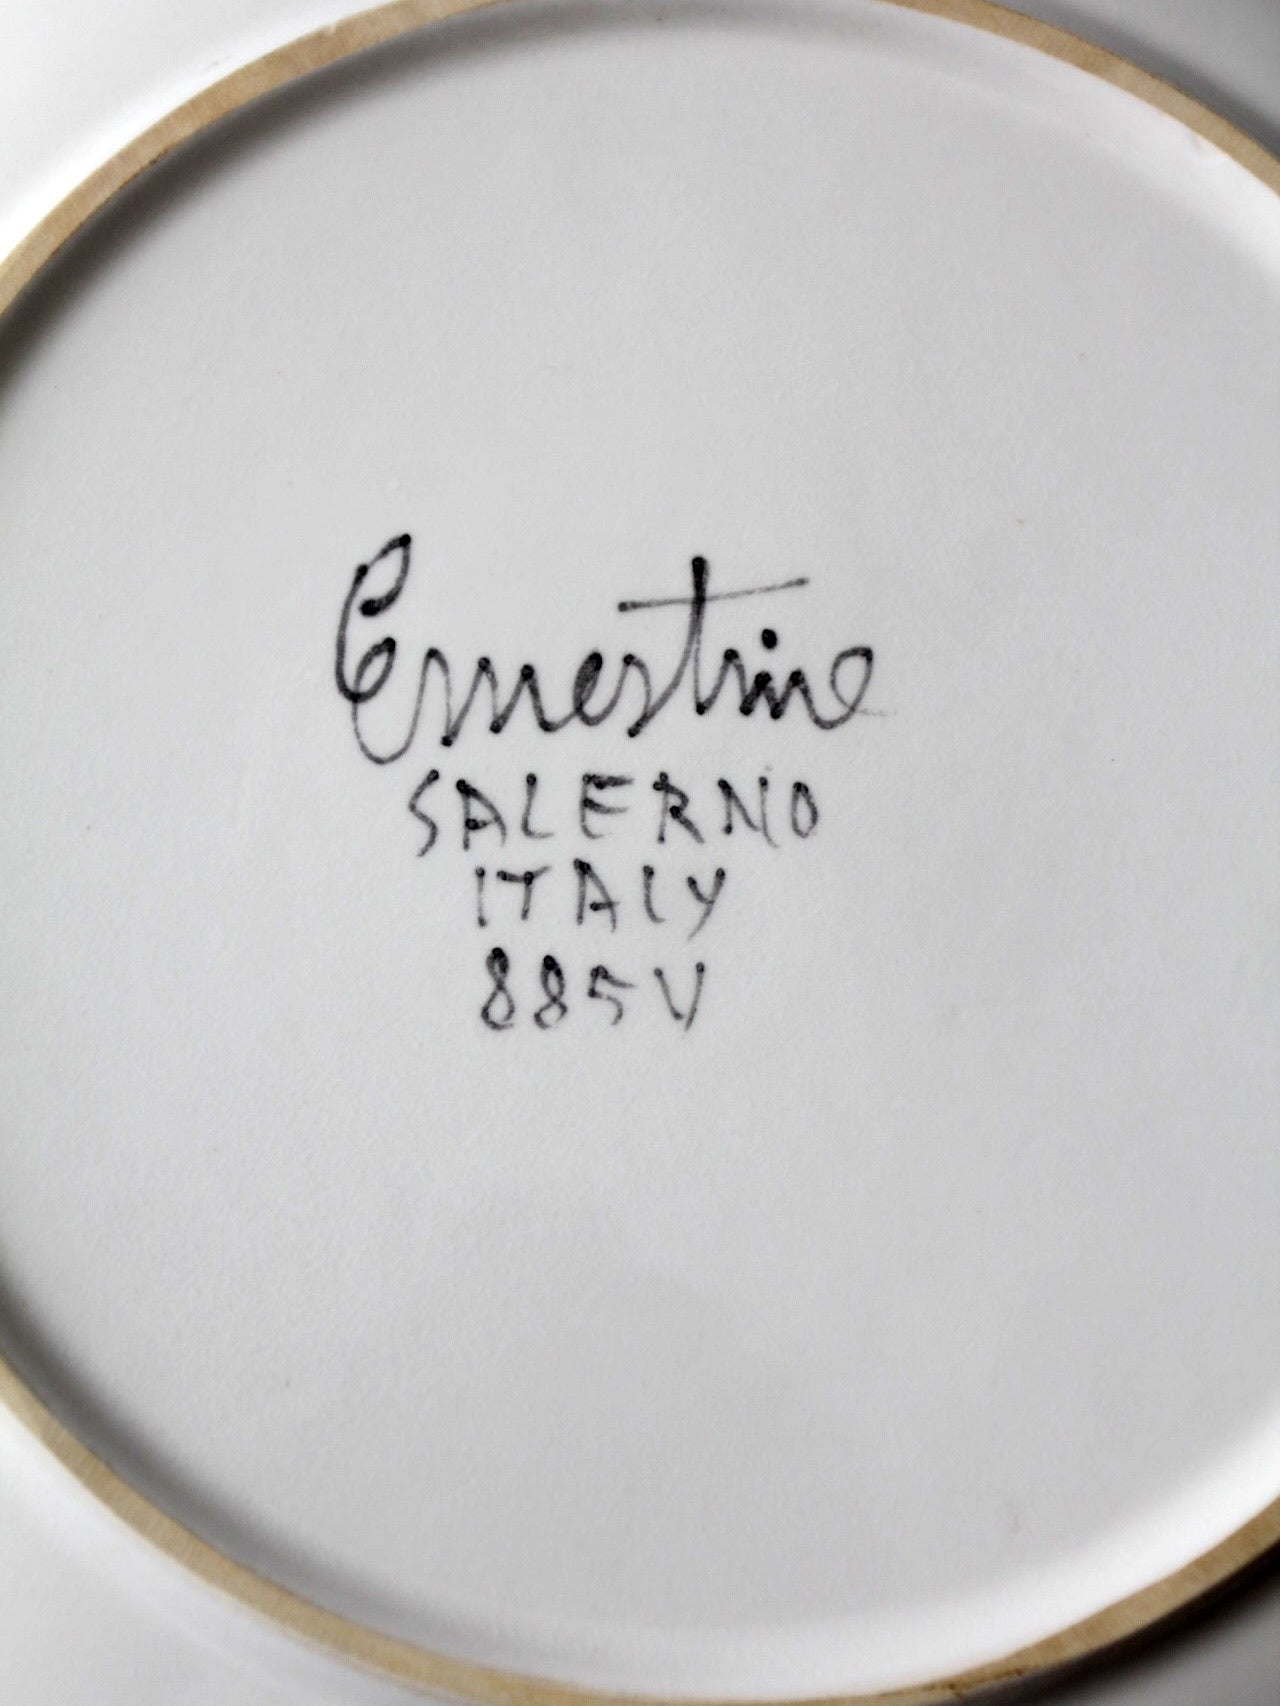 Ernestine
SALERNO
ITALY
885V